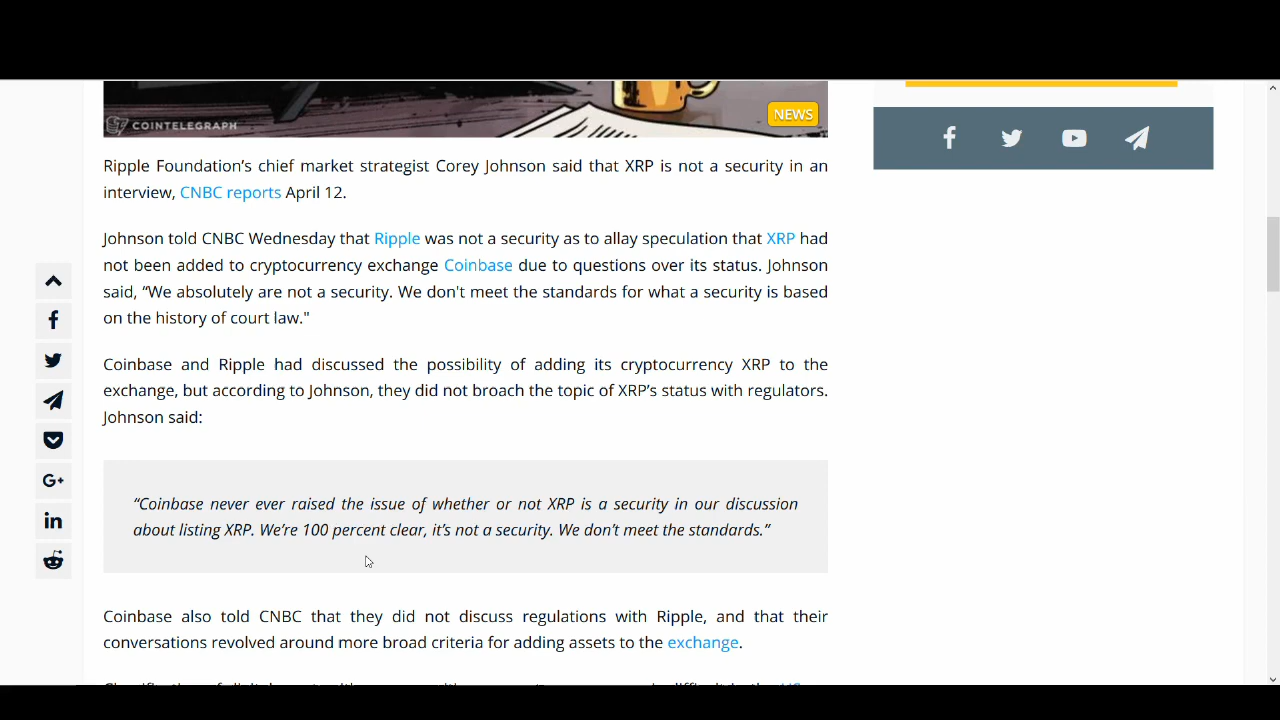 COINTELEGRAPH
NEWS
Ripple Foundation’s chief market strategist Corey Johnson said that XRP is not a security in an
interview, CNBC reports April 12.
Johnson told CNBC Wednesday that Ripple was not a security as to allay speculation that XRP had
not been added to cryptocurrency exchange Coinbase due to questions over its status. Johnson
said, “We absolutely are not a security. We don't meet the standards for what a security is based
on the history of court law."
Coinbase and Ripple had discussed the possibility of adding its cryptocurrency XRP to the
exchange, but according to Johnson, they did not broach the topic of XRP’s status with regulators.
Johnson said:
“Coinbase never ever raised the issue of whether or not XRP is a security in our discussion
about listing XRP. We’re 100 percent clear, it’s not a security. We don’t meet the standards.”
Coinbase also told CNBC that they did not discuss regulations with Ripple, and that their
conversations revolved around more broad criteria for adding assets to the exchange.